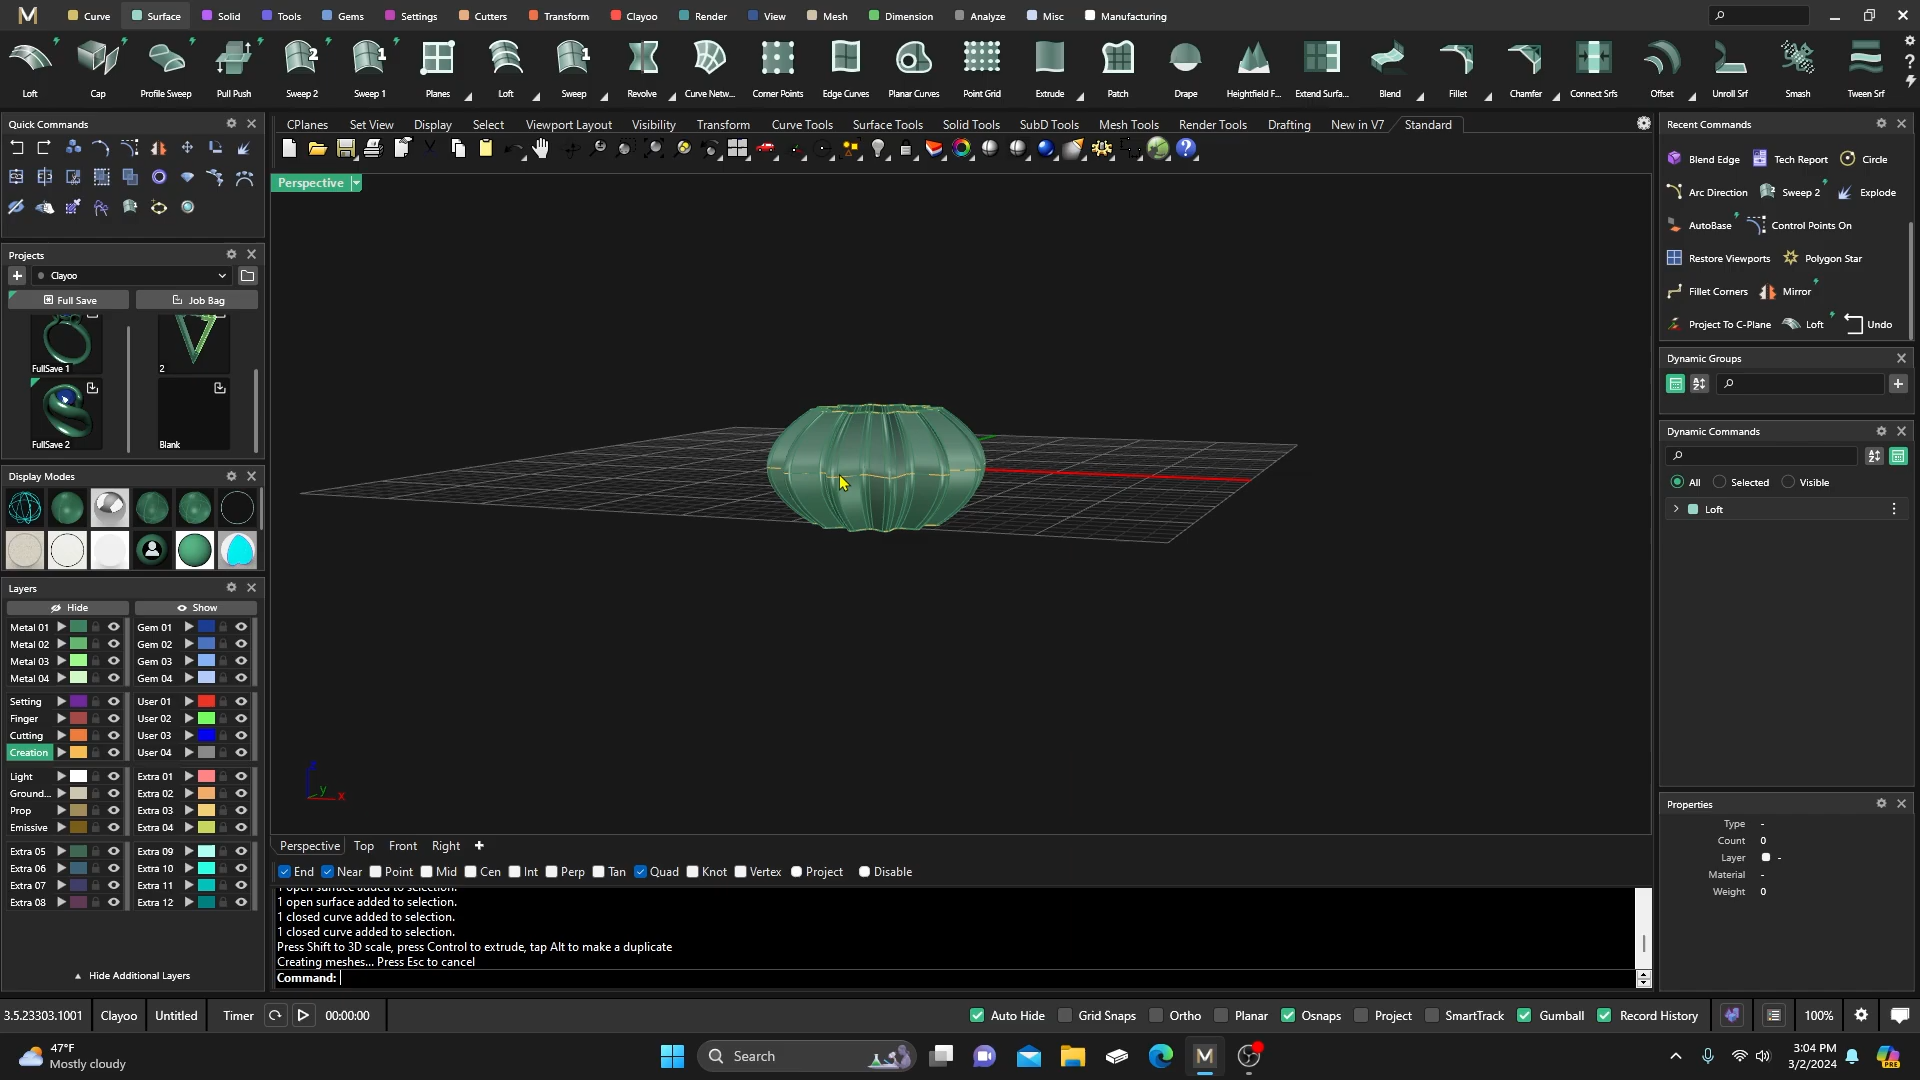 Curve Surface Solid Tools Gems Settings Cutters Transform Clayoo Render View Mesh Dimension Analyze Misc Manufacturing
Loft Cap Profile Sweep Pull Push Sweep 2 Sweep 1 Planes Loft Sweep Revolve Curve Netw... Corner Points Edge Curves Planar Curves Point Grid Extrude Patch Drape Heightfield F... Extend Surfa... Blend Fillet Chamfer Connect Srfs Offset Unroll Srf Smash Tween Srf
Quick Commands
CPlanes Set View Display Select Viewport Layout Visibility Transform Curve Tools Surface Tools Solid Tools SubD Tools Mesh Tools Render Tools Drafting New in V7 Standard
Recent Commands
Blend Edge Tech Report Circle
Arc Direction Sweep 2 Explode
AutoBase Control Points On
Restore Viewports Polygon Star
Fillet Corners Mirror
Project To C-Plane Loft Undo
Perspective
Projects
Clayoo
Full Save Job Bag
FullSave 1 2
FullSave 2 Blank
Display Modes
Dynamic Groups
Dynamic Commands
All Selected Visible
Loft
Layers
Hide Show
Metal 01 Gem 01
Metal 02 Gem 02
Metal 03 Gem 03
Metal 04 Gem 04
Setting User 01
Finger User 02
Cutting User 03
Creation User 04
Light Extra 01
Ground... Extra 02
Prop Extra 03
Emissive Extra 04
Extra 05 Extra 09
Extra 06 Extra 10
Extra 07 Extra 11
Extra 08 Extra 12
Hide Additional Layers
z
y x
Properties
Type -
Count 0
Layer -
Material -
Weight 0
Perspective Top Front Right
End Near Point Mid Cen Int Perp Tan Quad Knot Vertex Project Disable
1 open surface added to selection.
1 open surface added to selection.
1 closed curve added to selection.
1 closed curve added to selection.
Press Shift to 3D scale, press Control to extrude, tap Alt to make a duplicate
Creating meshes... Press Esc to cancel
Command:
3.5.23303.1001 Clayoo Untitled Timer 00:00:00 Auto Hide Grid Snaps Ortho Planar Osnaps Project SmartTrack Gumball Record History 100%
47°F
Mostly cloudy
Search
3:04 PM
3/2/2024
PRE